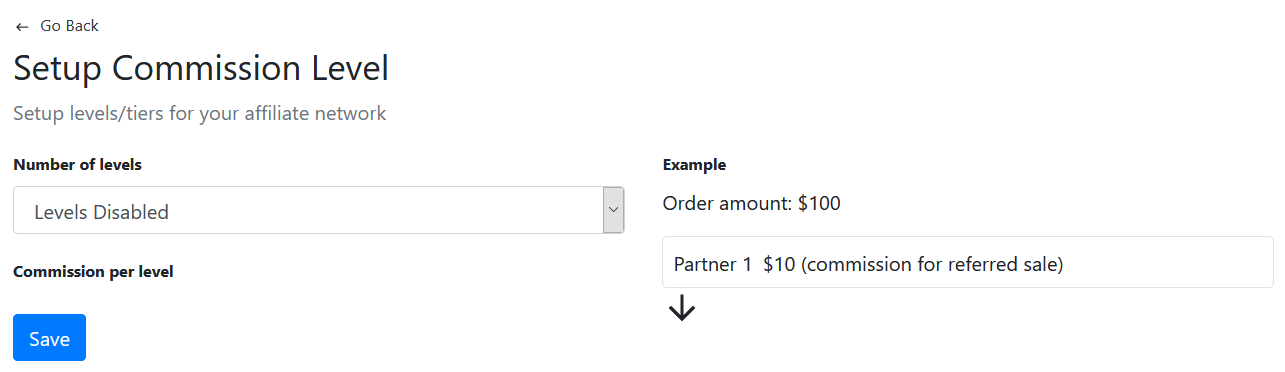 ← Go Back
Setup Commission Level
Setup levels/tiers for your affiliate network
Number of levels
Levels Disabled
Commission per level
Save
Example
Order amount: $100
Partner 1 $10 (commission for referred sale)